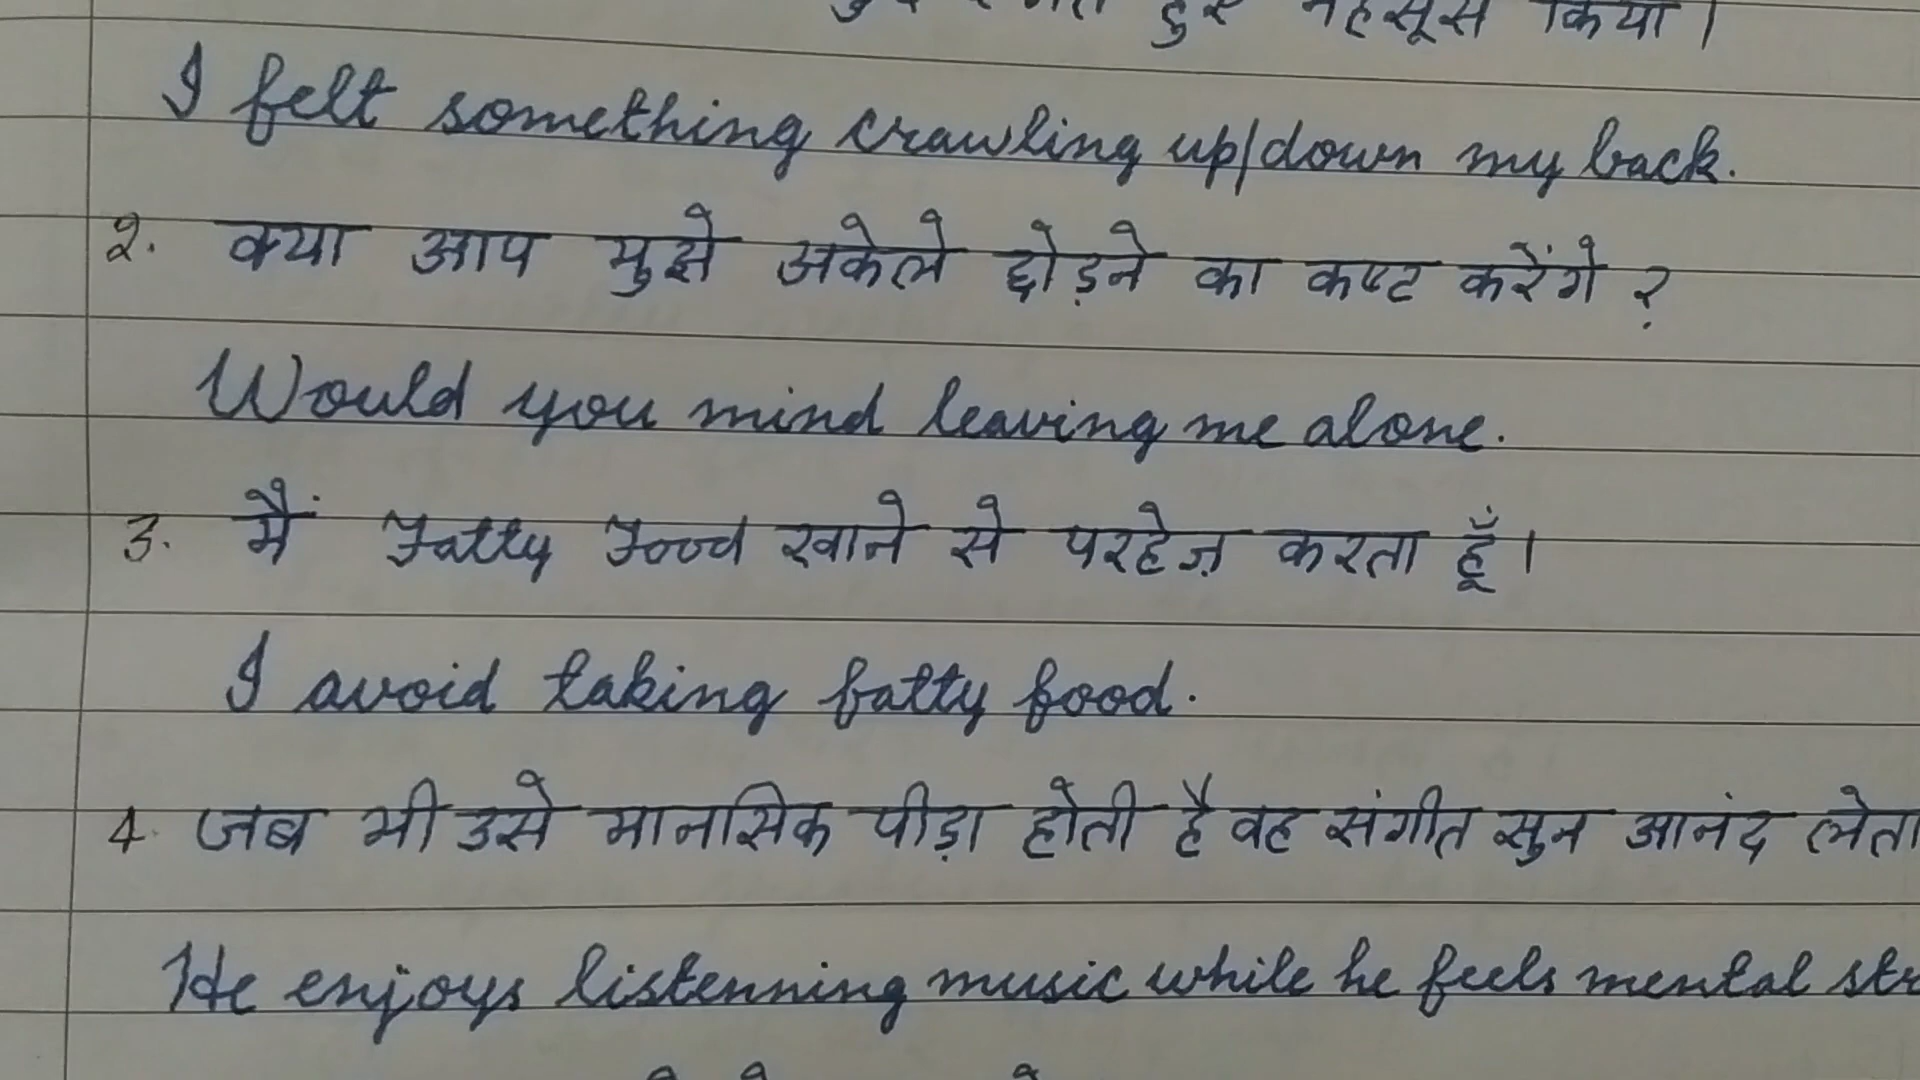 हुए महसूस किया।
I felt something crawling up/down my back.
2. क्या आप मुझे अकेले छोड़ने का कष्ट करेंगे ?
Would you mind leaving me alone.
3. मैं Fatty Food खाने से परहेज़ करता हूँ।
I avoid taking fatty food.
4. जब भी उसे मानसिक पीड़ा होती है वह संगीत सुन आनंद लेता
He enjoys listenning music while he feels mental